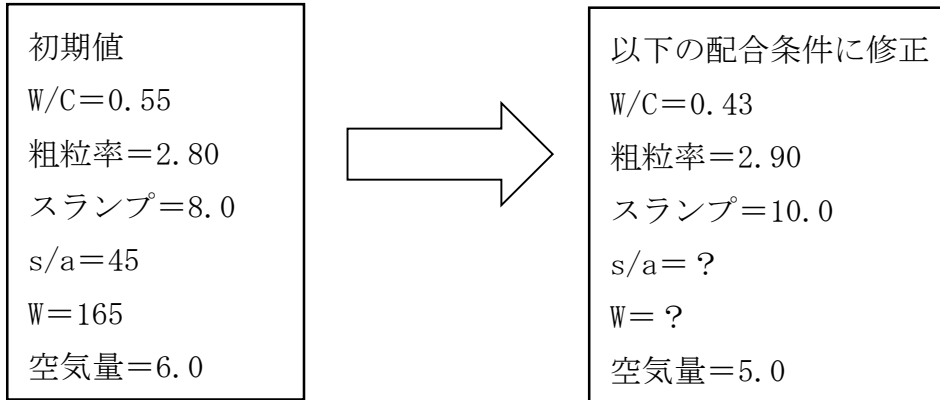 初期値
W/C＝0.55
粗粒率＝2.80
スランプ＝8.0
s/a＝45
W＝165
空気量＝6.0
以下の配合条件に修正
W/C＝0.43
粗粒率＝2.90
スランプ＝10.0
s/a＝？
W＝？
空気量＝5.0